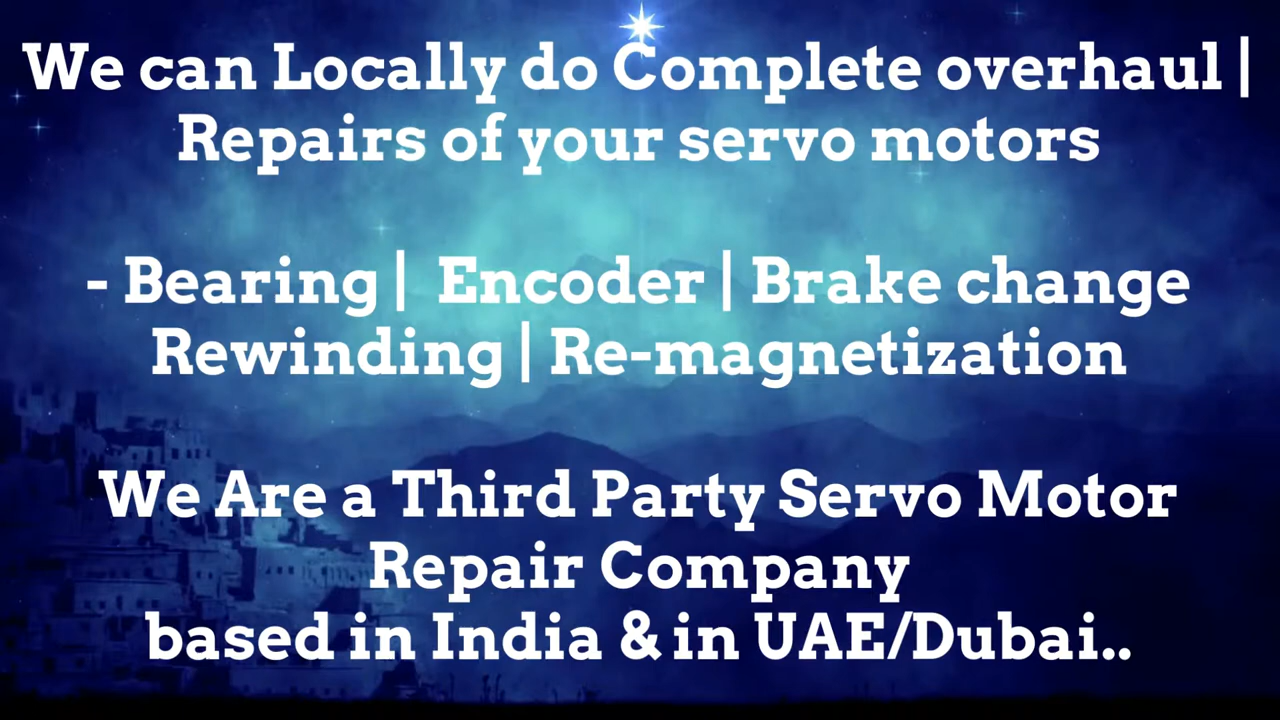 We can Locally do Complete overhaul |
Repairs of your servo motors
- Bearing | Encoder | Brake change
Rewinding | Re-magnetization
We Are a Third Party Servo Motor
Repair Company
based in India & in UAE/Dubai..